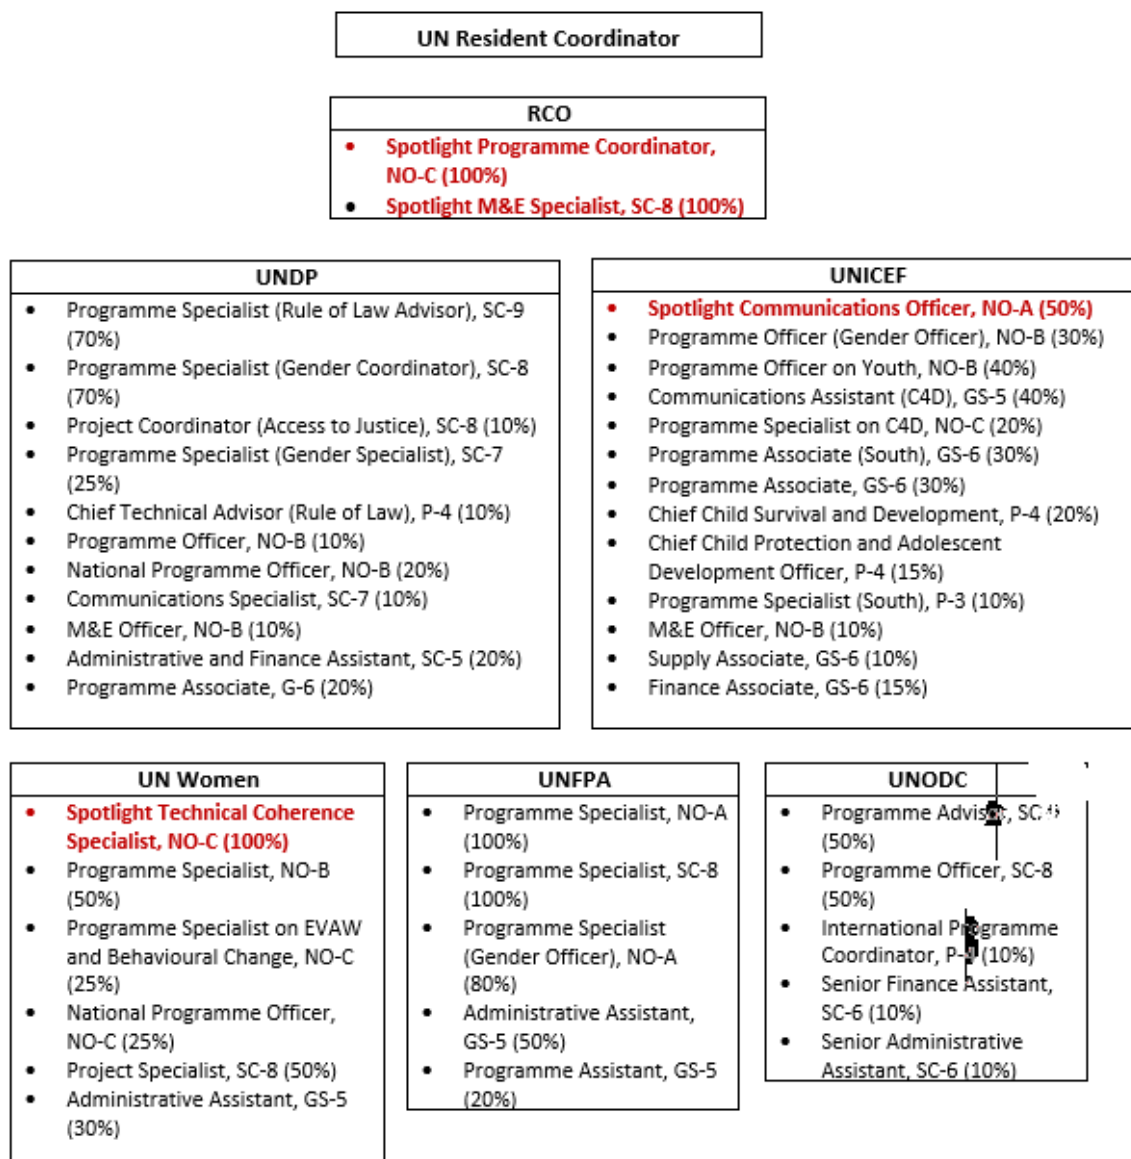 UN Resident Coordinator
RCO
• Spotlight Programme Coordinator,
NO-C (100%)
• Spotlight M&E Specialist, SC-8 (100%)
UNDP
• Programme Specialist (Rule of Law Advisor), SC-9
(70%)
• Programme Specialist (Gender Coordinator), SC-8
(70%)
• Project Coordinator (Access to Justice), SC-8 (10%)
• Programme Specialist (Gender Specialist), SC-7
(25%)
• Chief Technical Advisor (Rule of Law), P-4 (10%)
• Programme Officer, NO-B (10%)
• National Programme Officer, NO-B (20%)
• Communications Specialist, SC-7 (10%)
• M&E Officer, NO-B (10%)
• Administrative and Finance Assistant, SC-5 (20%)
• Programme Associate, G-6 (20%)
UNICEF
• Spotlight Communications Officer, NO-A (50%)
• Programme Officer (Gender Officer), NO-B (30%)
• Programme Officer on Youth, NO-B (40%)
• Communications Assistant (C4D), GS-5 (40%)
• Programme Specialist on C4D, NO-C (20%)
• Programme Associate (South), GS-6 (30%)
• Programme Associate, GS-6 (30%)
• Chief Child Survival and Development, P-4 (20%)
• Chief Child Protection and Adolescent
Development Officer, P-4 (15%)
• Programme Specialist (South), P-3 (10%)
• M&E Officer, NO-B (10%)
• Supply Associate, GS-6 (10%)
• Finance Associate, GS-6 (15%)
UN Women
• Spotlight Technical Coherence
Specialist, NO-C (100%)
• Programme Specialist, NO-B
(50%)
• Programme Specialist on EVAW
and Behavioural Change, NO-C
(25%)
• National Programme Officer,
NO-C (25%)
• Project Specialist, SC-8 (50%)
• Administrative Assistant, GS-5
(30%)
UNFPA
• Programme Specialist, NO-A
(100%)
• Programme Specialist, SC-8
(100%)
• Programme Specialist
(Gender Officer), NO-A
(80%)
• Administrative Assistant,
GS-5 (50%)
• Programme Assistant, GS-5
(20%)
UNODC
• Programme Advisor,
(50%)
• Programme Officer, SC-8
(50%)
• International Programme
Coordinator, (10%)
• Senior Finance Assistant,
SC-6 (10%)
• Senior Administrative
Assistant, SC-6 (10%)